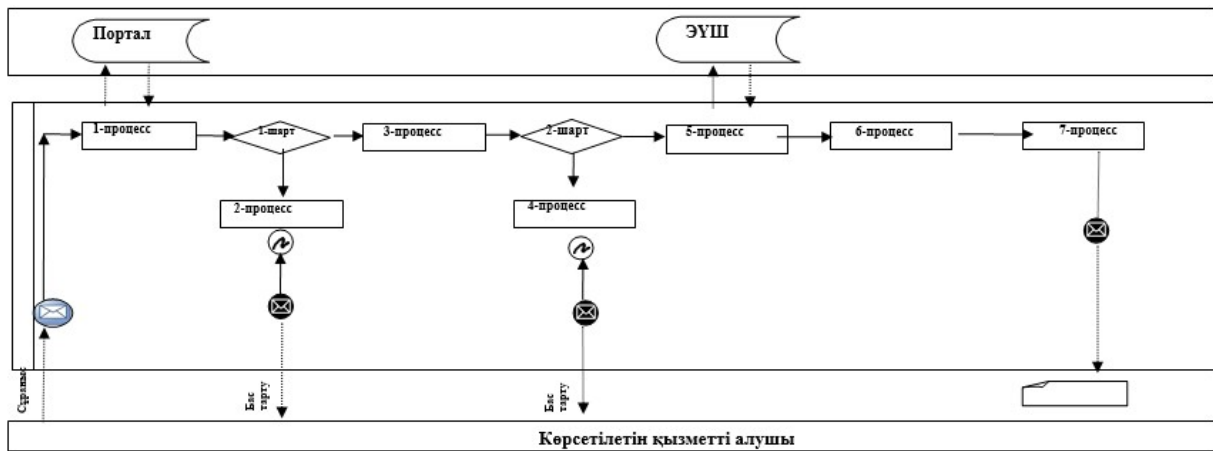 Портал
ЭҮШ
1-процесс
1-шарт
3-процесс
2-шарт
5-процесс
6-процесс
7-процесс
2-процесс
4-процесс
Сұраныс
Бас
тарту
Бас
тарту
Көрсетілетін қызметті алушы